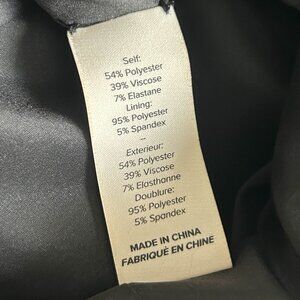 Self:
54% Polyester
39% Viscose
7% Elastane
Lining:
95% Polyester
5% Spandex
–
Exterieur:
54% Polyester
39% Viscose
7% Elasthanne
Doublure:
95% Polyester
5% Spandex
MADE IN CHINA
FABRIQUÉ EN CHINE